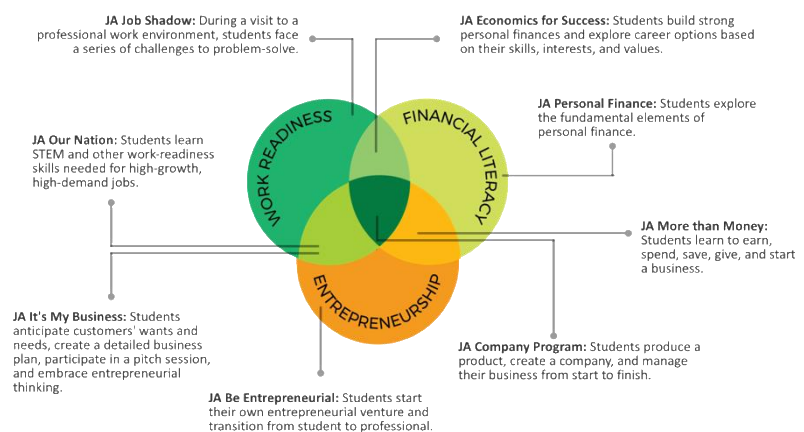 JA Job Shadow: During a visit to a
professional work environment, students face
a series of challenges to problem-solve.
JA Economics for Success: Students build strong
personal finances and explore career options based
on their skills, interests, and values.
JA Our Nation: Students learn
STEM and other work-readiness
skills needed for high-growth,
high-demand jobs.
WORK READINESS
FINANCIAL LITERACY
ENTREPRENEURSHIP
JA Personal Finance: Students explore
the fundamental elements of
personal finance.
JA More than Money:
Students learn to earn,
spend, save, give, and start
a business.
JA It's My Business: Students
anticipate customers' wants and
needs, create a detailed business
plan, participate in a pitch session,
and embrace entrepreneurial
thinking.
JA Be Entrepreneurial: Students start
their own entrepreneurial venture and
transition from student to professional.
JA Company Program: Students produce a
product, create a company, and manage
their business from start to finish.